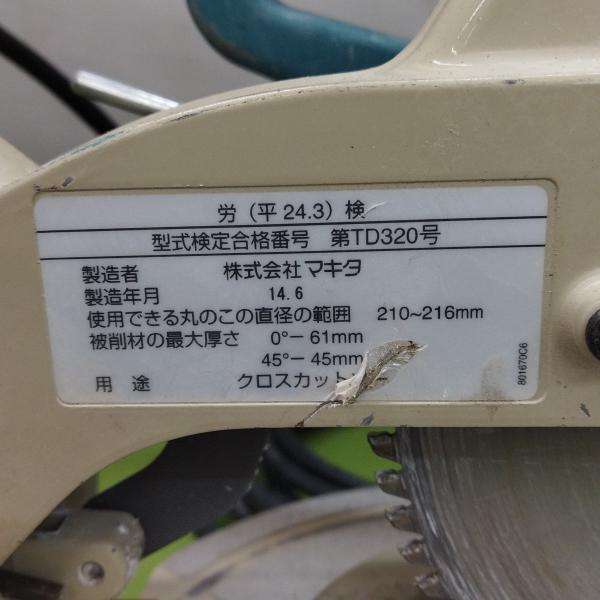 労（平24.3）検
型式検定合格番号 第TD320号
製造者 株式会社マキタ
製造年月 14.6
使用できる丸のこの直径の範囲 210~216mm
被削材の最大厚さ 0°－61mm
45°－45mm
用途 クロスカット
801670C6